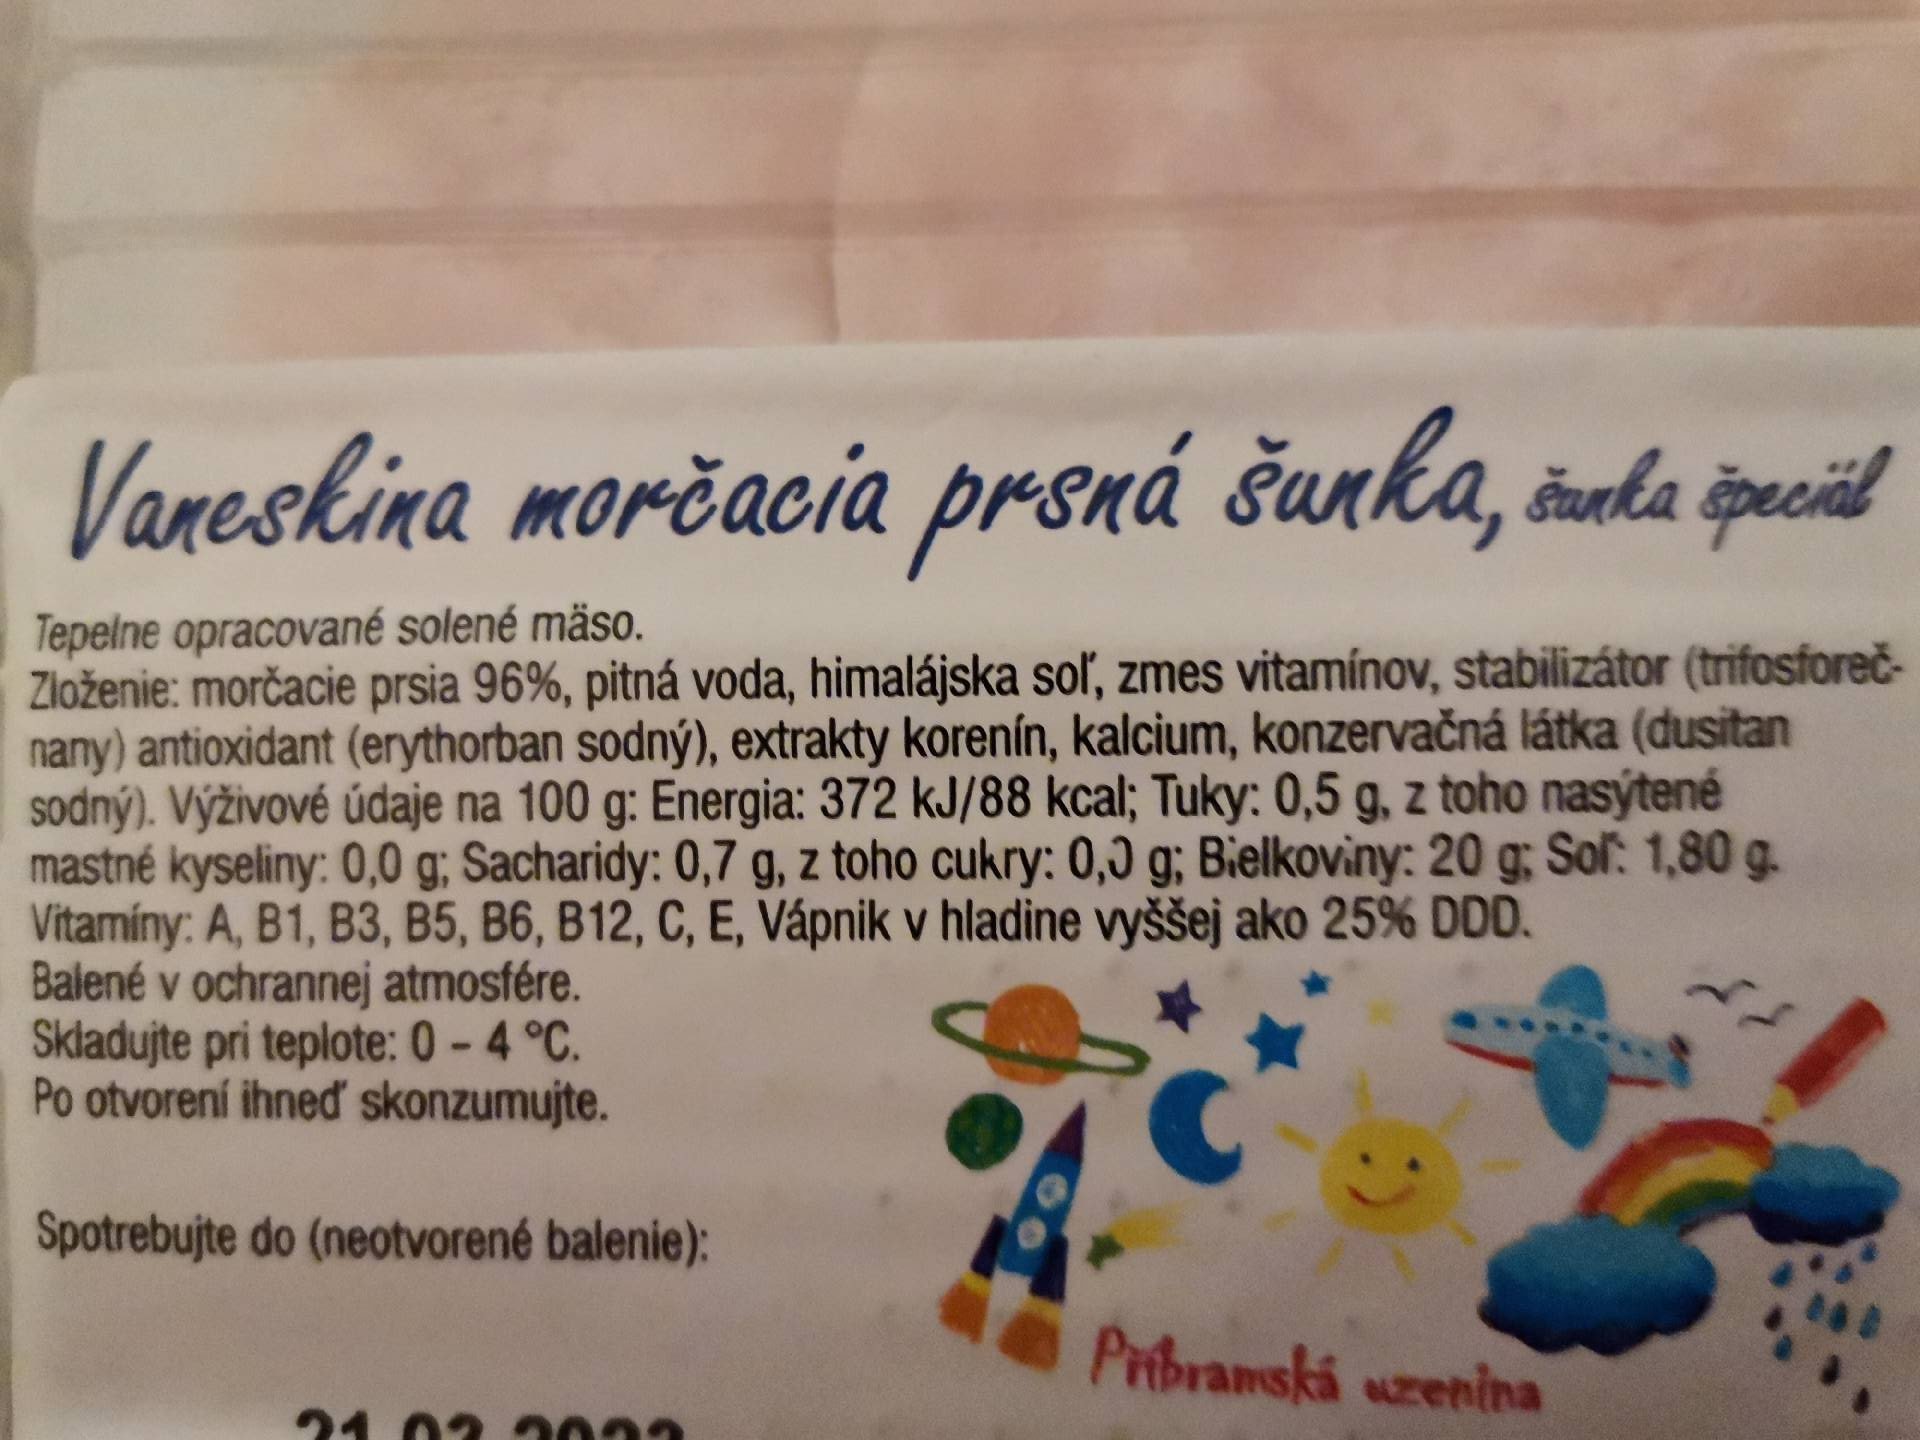 Vaneskina morčacia prsná šunka, šunka špeciál
Tepelne opracované solené mäso.
Zloženie: morčacie prsia 96%, pitná voda, himalájska soľ, zmes vitamínov, stabilizátor (trifosforeč-
nany) antioxidant (erythorban sodný), extrakty korenín, kalcium, konzervačná látka (dusitan
sodný). Výživové údaje na 100 g: Energia: 372 kJ/88 kcal; Tuky: 0,5 g, z toho nasýtené
mastné kyseliny: 0,0 g; Sacharidy: 0,7 g, z toho cukry: 0,0 g; Bielkoviny: 20 g; Soľ: 1,80 g.
Vitamíny: A, B1, B3, B5, B6, B12, C, E, Vápnik v hladine vyššej ako 25% DDD.
Balené v ochrannej atmosfére.
Skladujte pri teplote: 0 – 4 °C.
Po otvorení ihneď skonzumujte.
Spotrebujte do (neotvorené balenie):
Příbramská uzenina